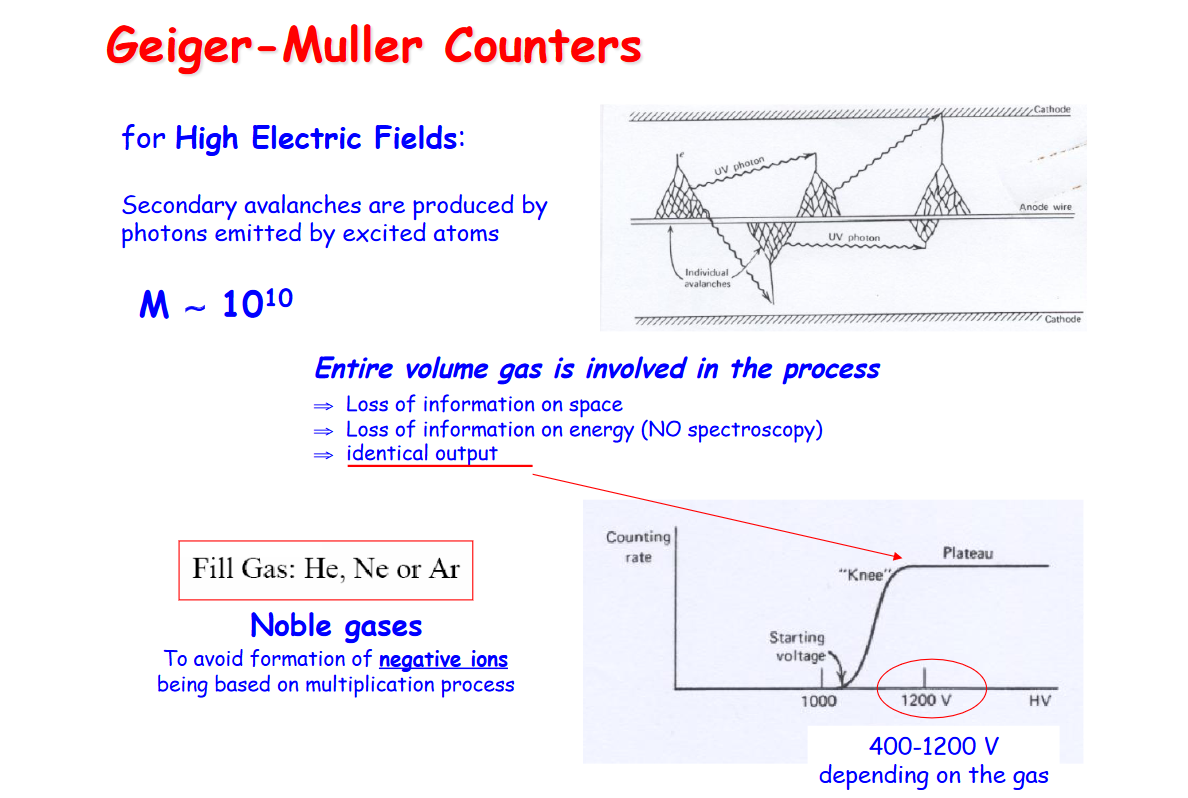 Geiger-Muller Counters
for High Electric Fields:
Secondary avalanches are produced by
photons emitted by excited atoms
M ~ 10¹⁰
Cathode
e
UV photon
Anode wire
UV photon
Individual
avalanches
Cathode
Entire volume gas is involved in the process
⇒ Loss of information on space
⇒ Loss of information on energy (NO spectroscopy)
⇒ identical output
Fill Gas: He, Ne or Ar
Noble gases
To avoid formation of negative ions
being based on multiplication process
Counting
rate
"Knee"
Plateau
Starting
voltage
1000
1200 V
HV
400-1200 V
depending on the gas